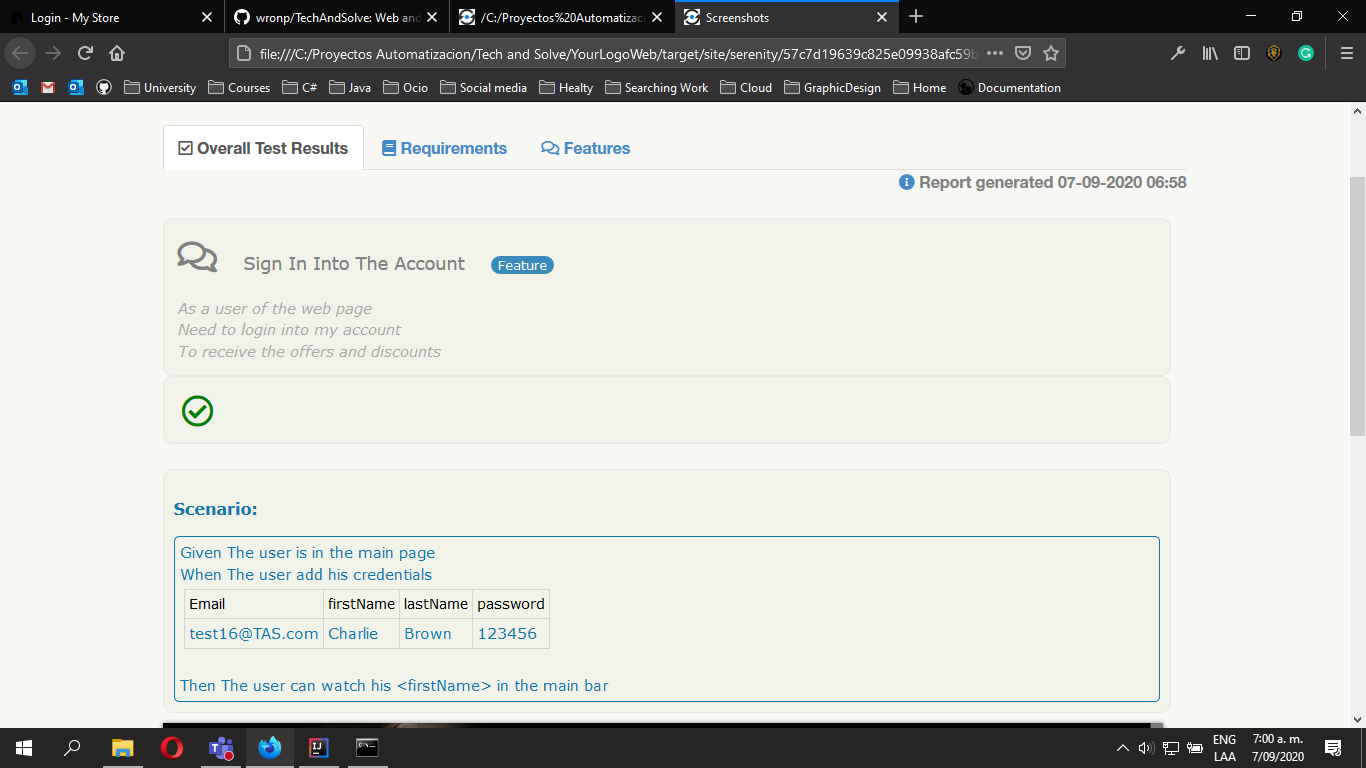 Login - My Store
wronp/TechAndSolve: Web and
/C:/Proyectos%20Automatizac
Screenshots
file:///C:/Proyectos Automatizacion/Tech and Solve/YourLogoWeb/target/site/serenity/57c7d19639c825e09938afc59b
University
Courses
C#
Java
Ocio
Social media
Healty
Searching Work
Cloud
GraphicDesign
Home
Documentation
Overall Test Results
Requirements
Features
Report generated 07-09-2020 06:58
Sign In Into The Account
Feature
As a user of the web page
Need to login into my account
To receive the offers and discounts
Scenario:
Given The user is in the main page
When The user add his credentials
Email firstName lastName password
test16@TAS.com Charlie Brown 123456
Then The user can watch his <firstName> in the main bar
ENG 7:00 a. m.
LAA 7/09/2020